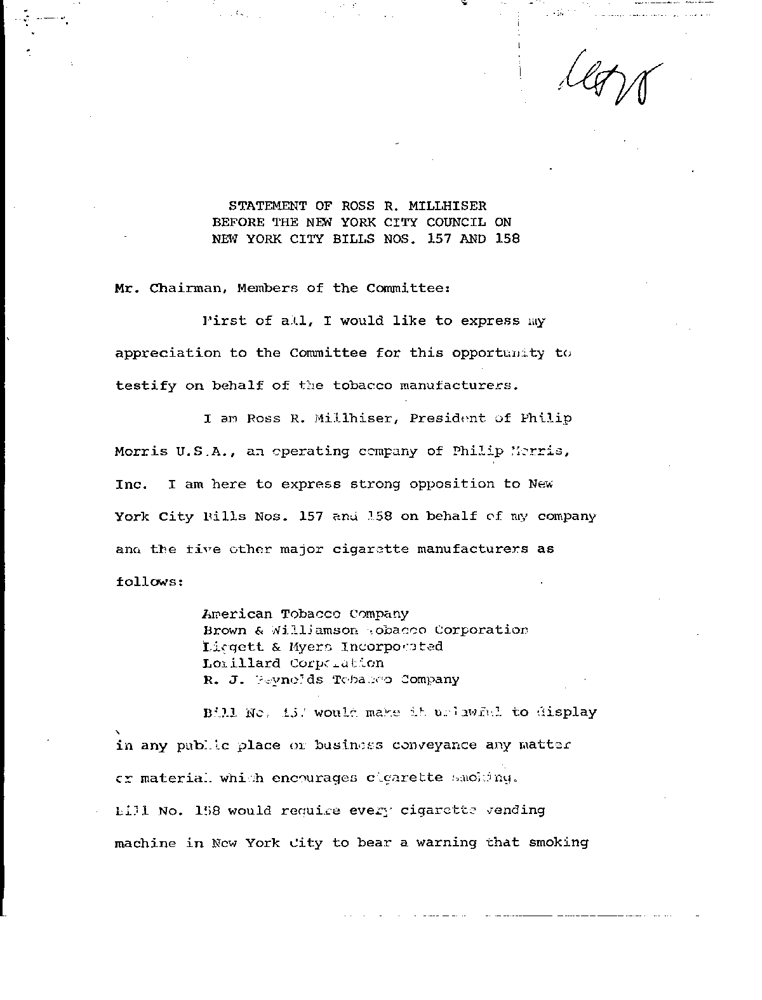 STATEMENT OF ROSS R. MILLHISER
BEFORE THE NEW YORK CITY COUNCIL ON
NEW YORK CITY BILLS NOS. 157 AND 158
Mr. Chairman, Members of the Committee:
First of all, I would like to express my
appreciation to the Committee for this opportunity to
testify on behalf of the tobacco manufacturers.
I am Ross R. Millhiser, President of Philip
Morris U.S.A., an operating company of Philip Morris,
Inc. I am here to express strong opposition to New
York City Bills Nos. 157 and 158 on behalf of my company
and the five other major cigarette manufacturers as
follows:
American Tobacco Company
Brown & Williamson Tobacco Corporation
Liggett & Myers Incorporated
Lorillard Corporation
R. J. Reynolds Tobacco Company
Bill No. 157 would make it unlawful to display
in any public place or business conveyance any matter
or material which encourages cigarette smoking.
Bill No. 158 would require every cigarette vending
machine in New York City to bear a warning that smoking